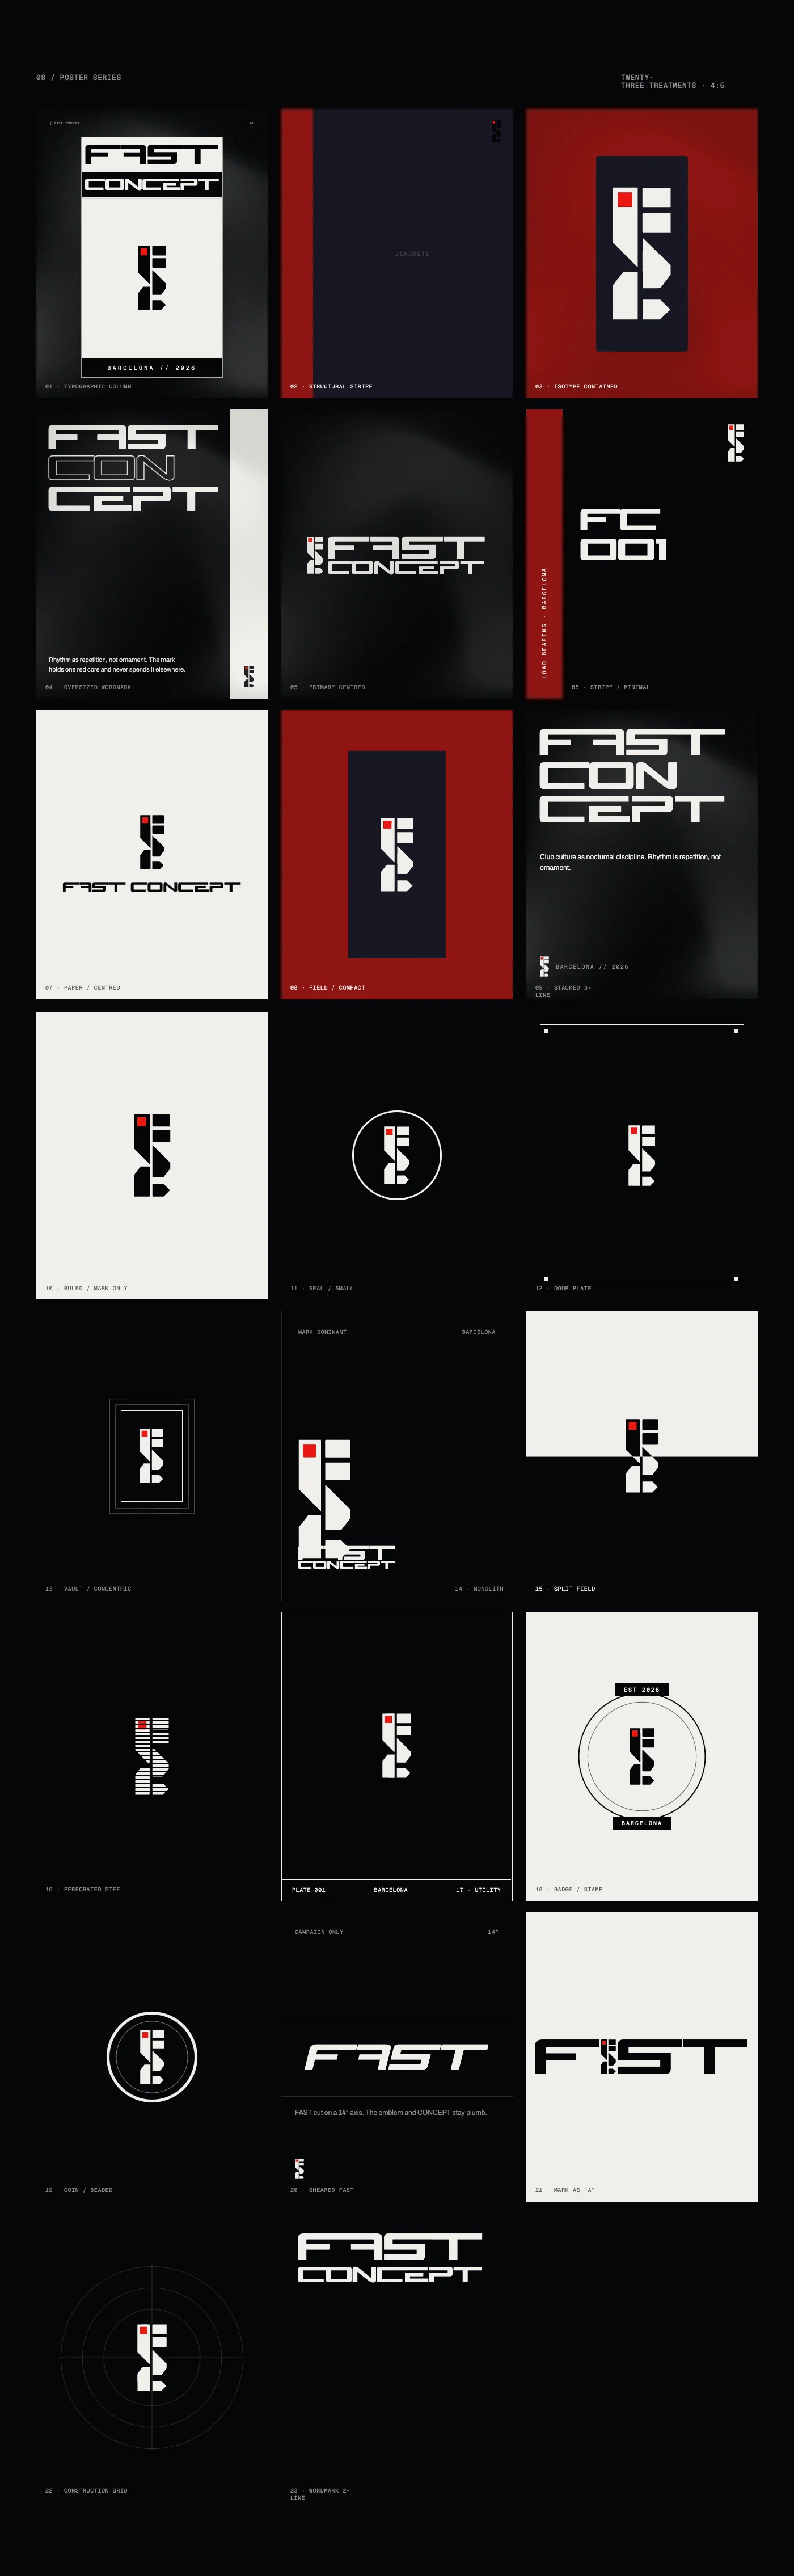 08 / POSTER SERIES
TWENTY-
THREE TREATMENTS · 4:5
FAST CONCEPT
01
FAST
CONCEPT
BARCELONA // 2026
01 · TYPOGRAPHIC COLUMN
CONCRETE
02 · STRUCTURAL STRIPE
03 · ISOTYPE CONTAINED
FAST
CON
CEPT
Rhythm as repetition, not ornament. The mark
holds one red core and never spends it elsewhere.
04 · OVERSIZED WORDMARK
FAST
CONCEPT
05 · PRIMARY CENTRED
LOAD BEARING · BARCELONA
FC
001
06 · STRIPE / MINIMAL
FAST CONCEPT
07 · PAPER / CENTRED
08 · FIELD / COMPACT
FAST
CON
CEPT
Club culture as nocturnal discipline. Rhythm is repetition, not
ornament.
BARCELONA // 2026
09 · STACKED 3-
LINE
10 · RULED / MARK ONLY
11 · SEAL / SMALL
12 · DOOR PLATE
13 · VAULT / CONCENTRIC
MARK DOMINANT
BARCELONA
FAST
CONCEPT
14 · MONOLITH
15 · SPLIT FIELD
16 · PERFORATED STEEL
PLATE 001
BARCELONA
17 · UTILITY
EST 2026
BARCELONA
18 · BADGE / STAMP
19 · COIN / BEADED
CAMPAIGN ONLY
14°
FAST
FAST cut on a 14° axis. The emblem and CONCEPT stay plumb.
20 · SHEARED FAST
F ST
21 · MARK AS "A"
22 · CONSTRUCTION GRID
FAST
CONCEPT
23 · WORDMARK 2-
LINE